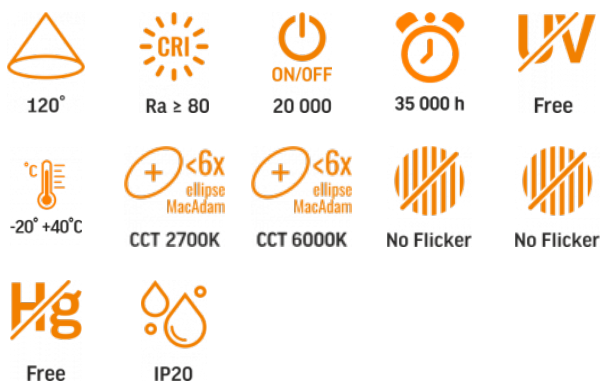 CRI
ON/OFF
UV
120°
Ra ≥ 80
20 000
35 000 h
Free
°C
<6x
ellipse
MacAdam
<6x
ellipse
MacAdam
-20° +40°C
CCT 2700K
CCT 6000K
No Flicker
No Flicker
Hg
Free
IP20